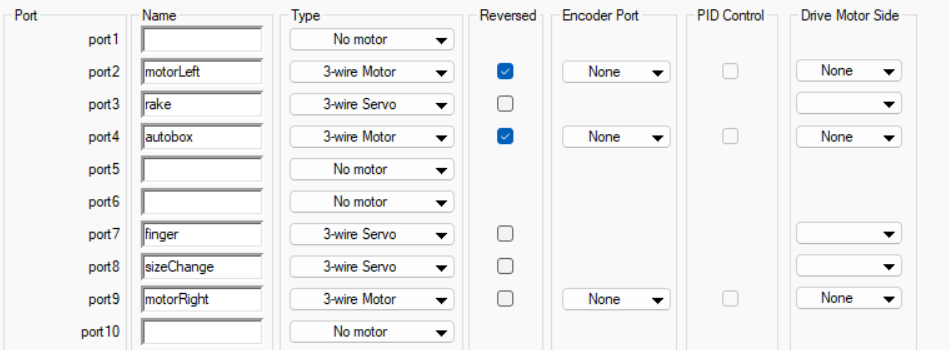 Port Name Type Reversed Encoder Port PID Control Drive Motor Side
port1 No motor
port2 motorLeft 3-wire Motor None None
port3 rake 3-wire Servo
port4 autobox 3-wire Motor None None
port5 No motor
port6 No motor
port7 finger 3-wire Servo
port8 sizeChange 3-wire Servo
port9 motorRight 3-wire Motor None None
port10 No motor